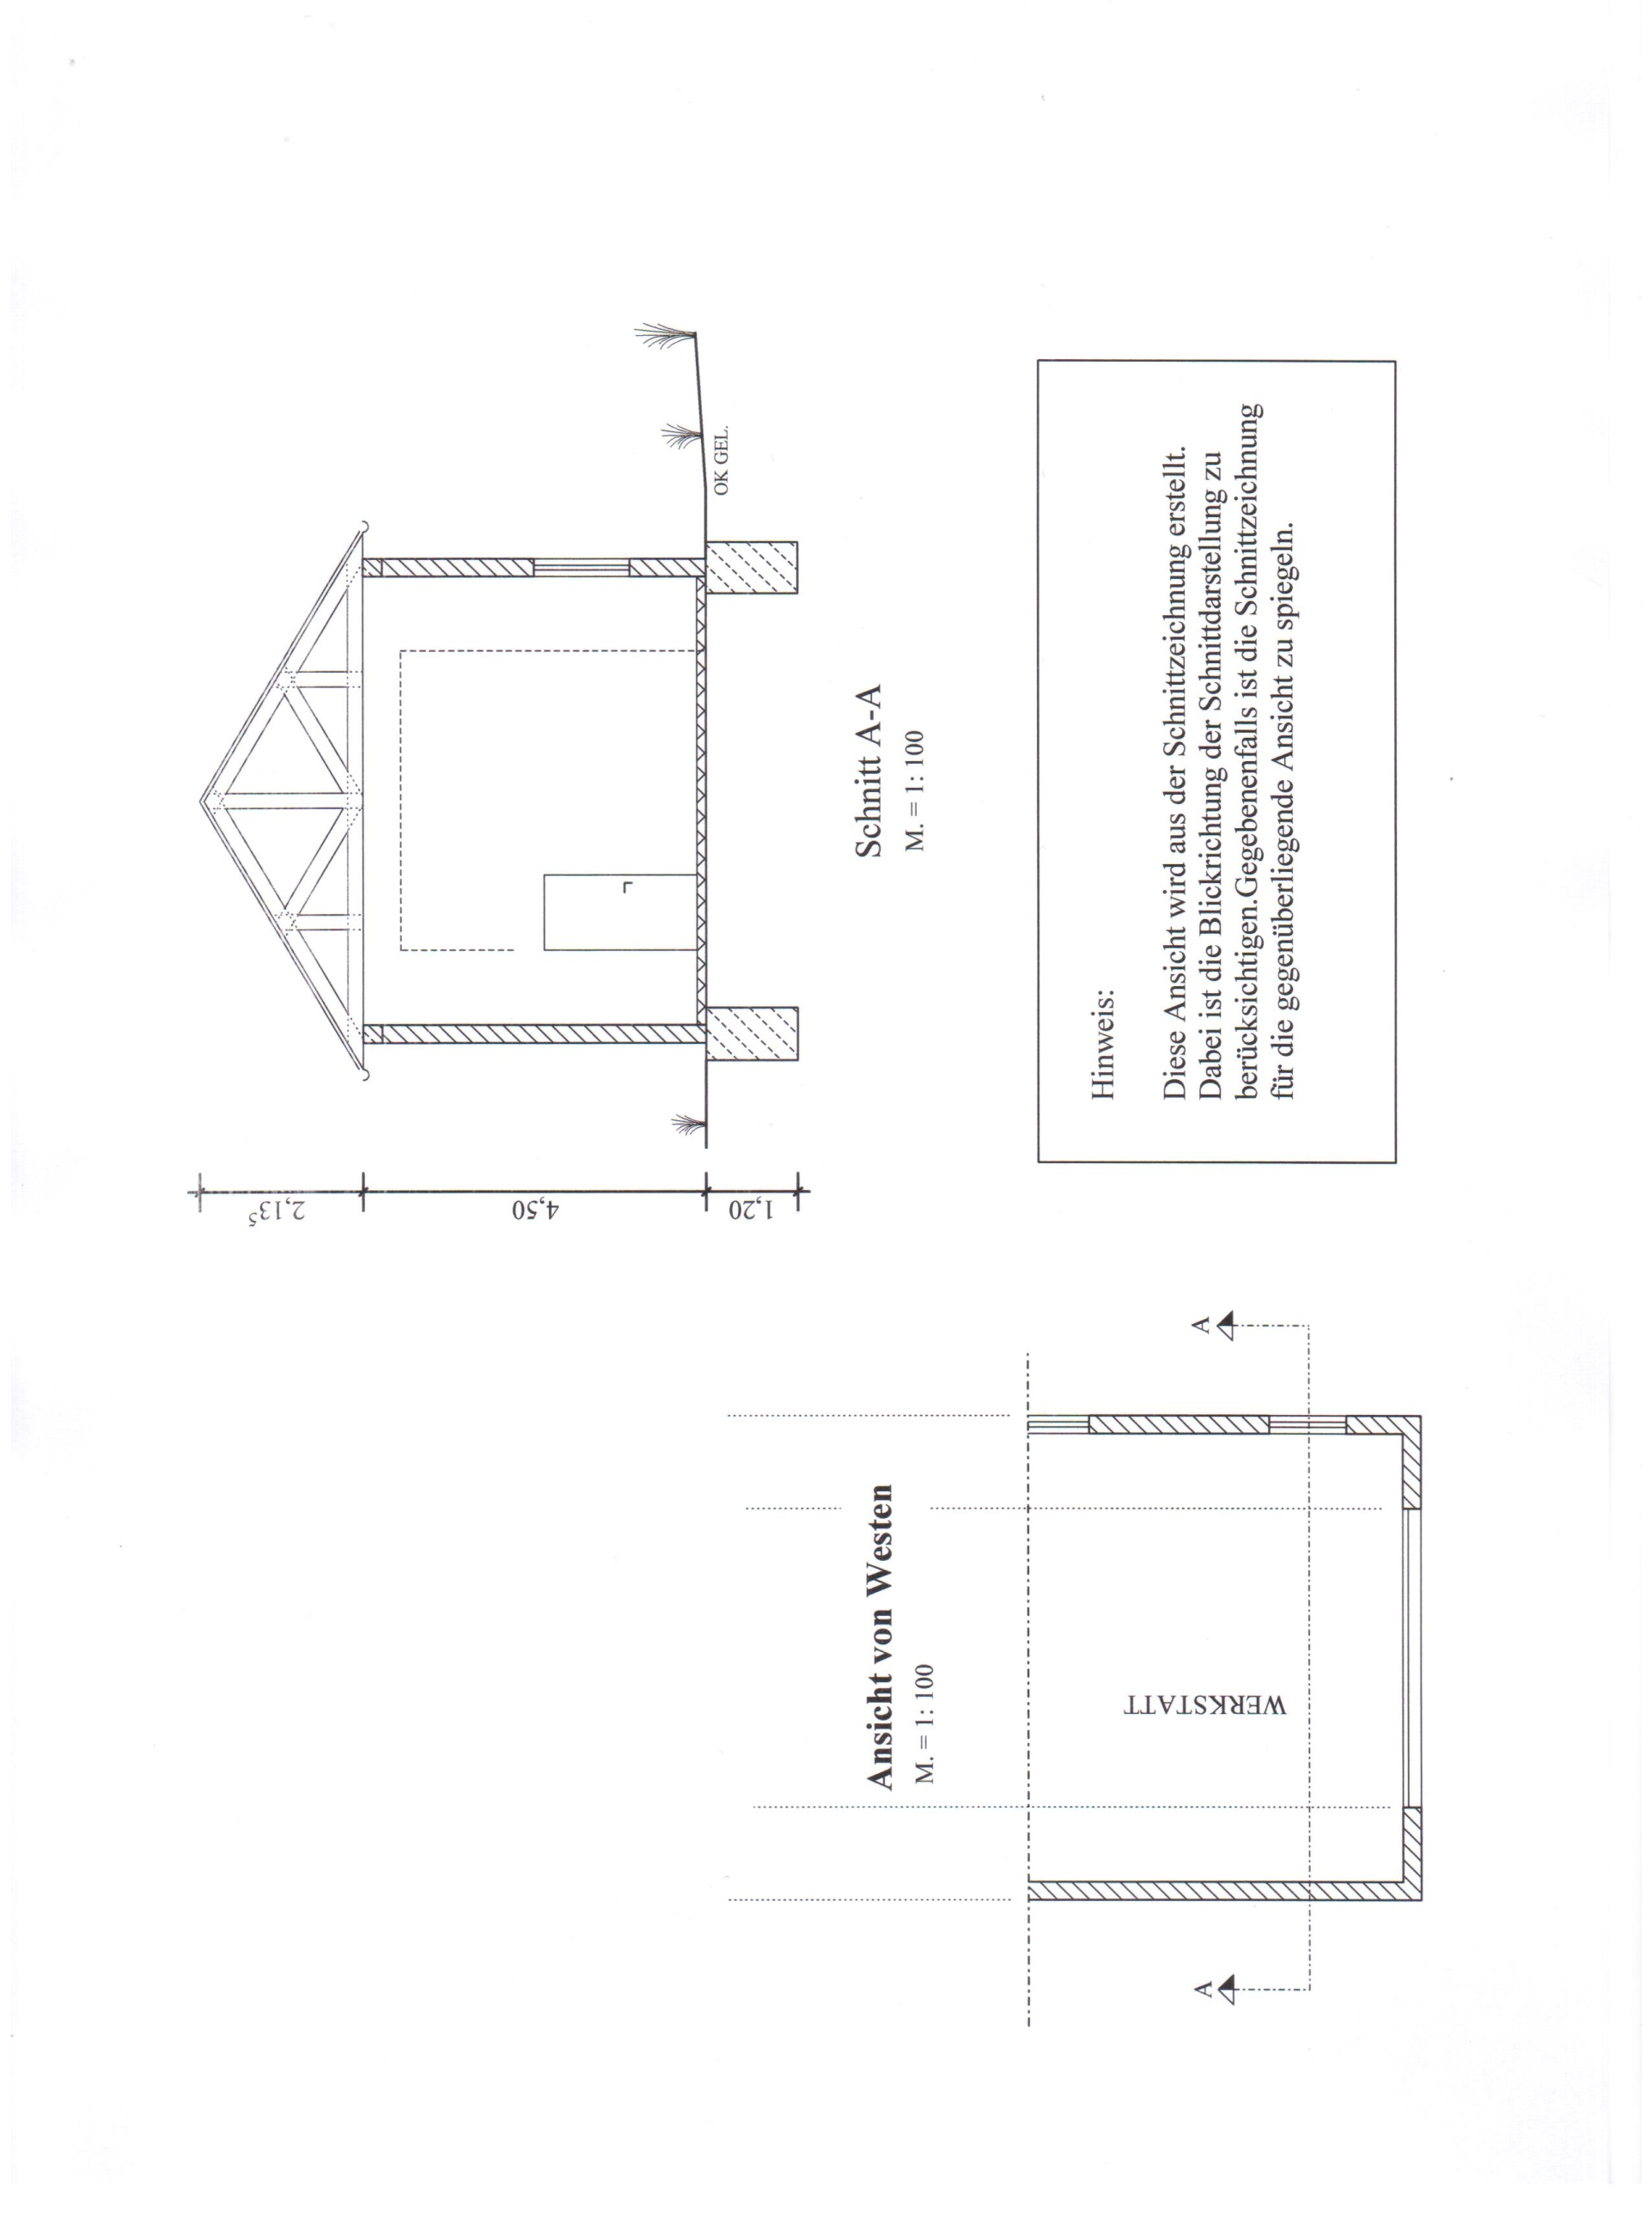 2,13⁵
4,50
1,20
OK GEL.
Schnitt A-A
M. = 1: 100
Hinweis:
Diese Ansicht wird aus der Schnittzeichnung erstellt.
Dabei ist die Blickrichtung der Schnittdarstellung zu
berücksichtigen.Gegebenenfalls ist die Schnittzeichnung
für die gegenüberliegende Ansicht zu spiegeln.
Ansicht von Westen
M. = 1: 100
A
A
WERKSTATT